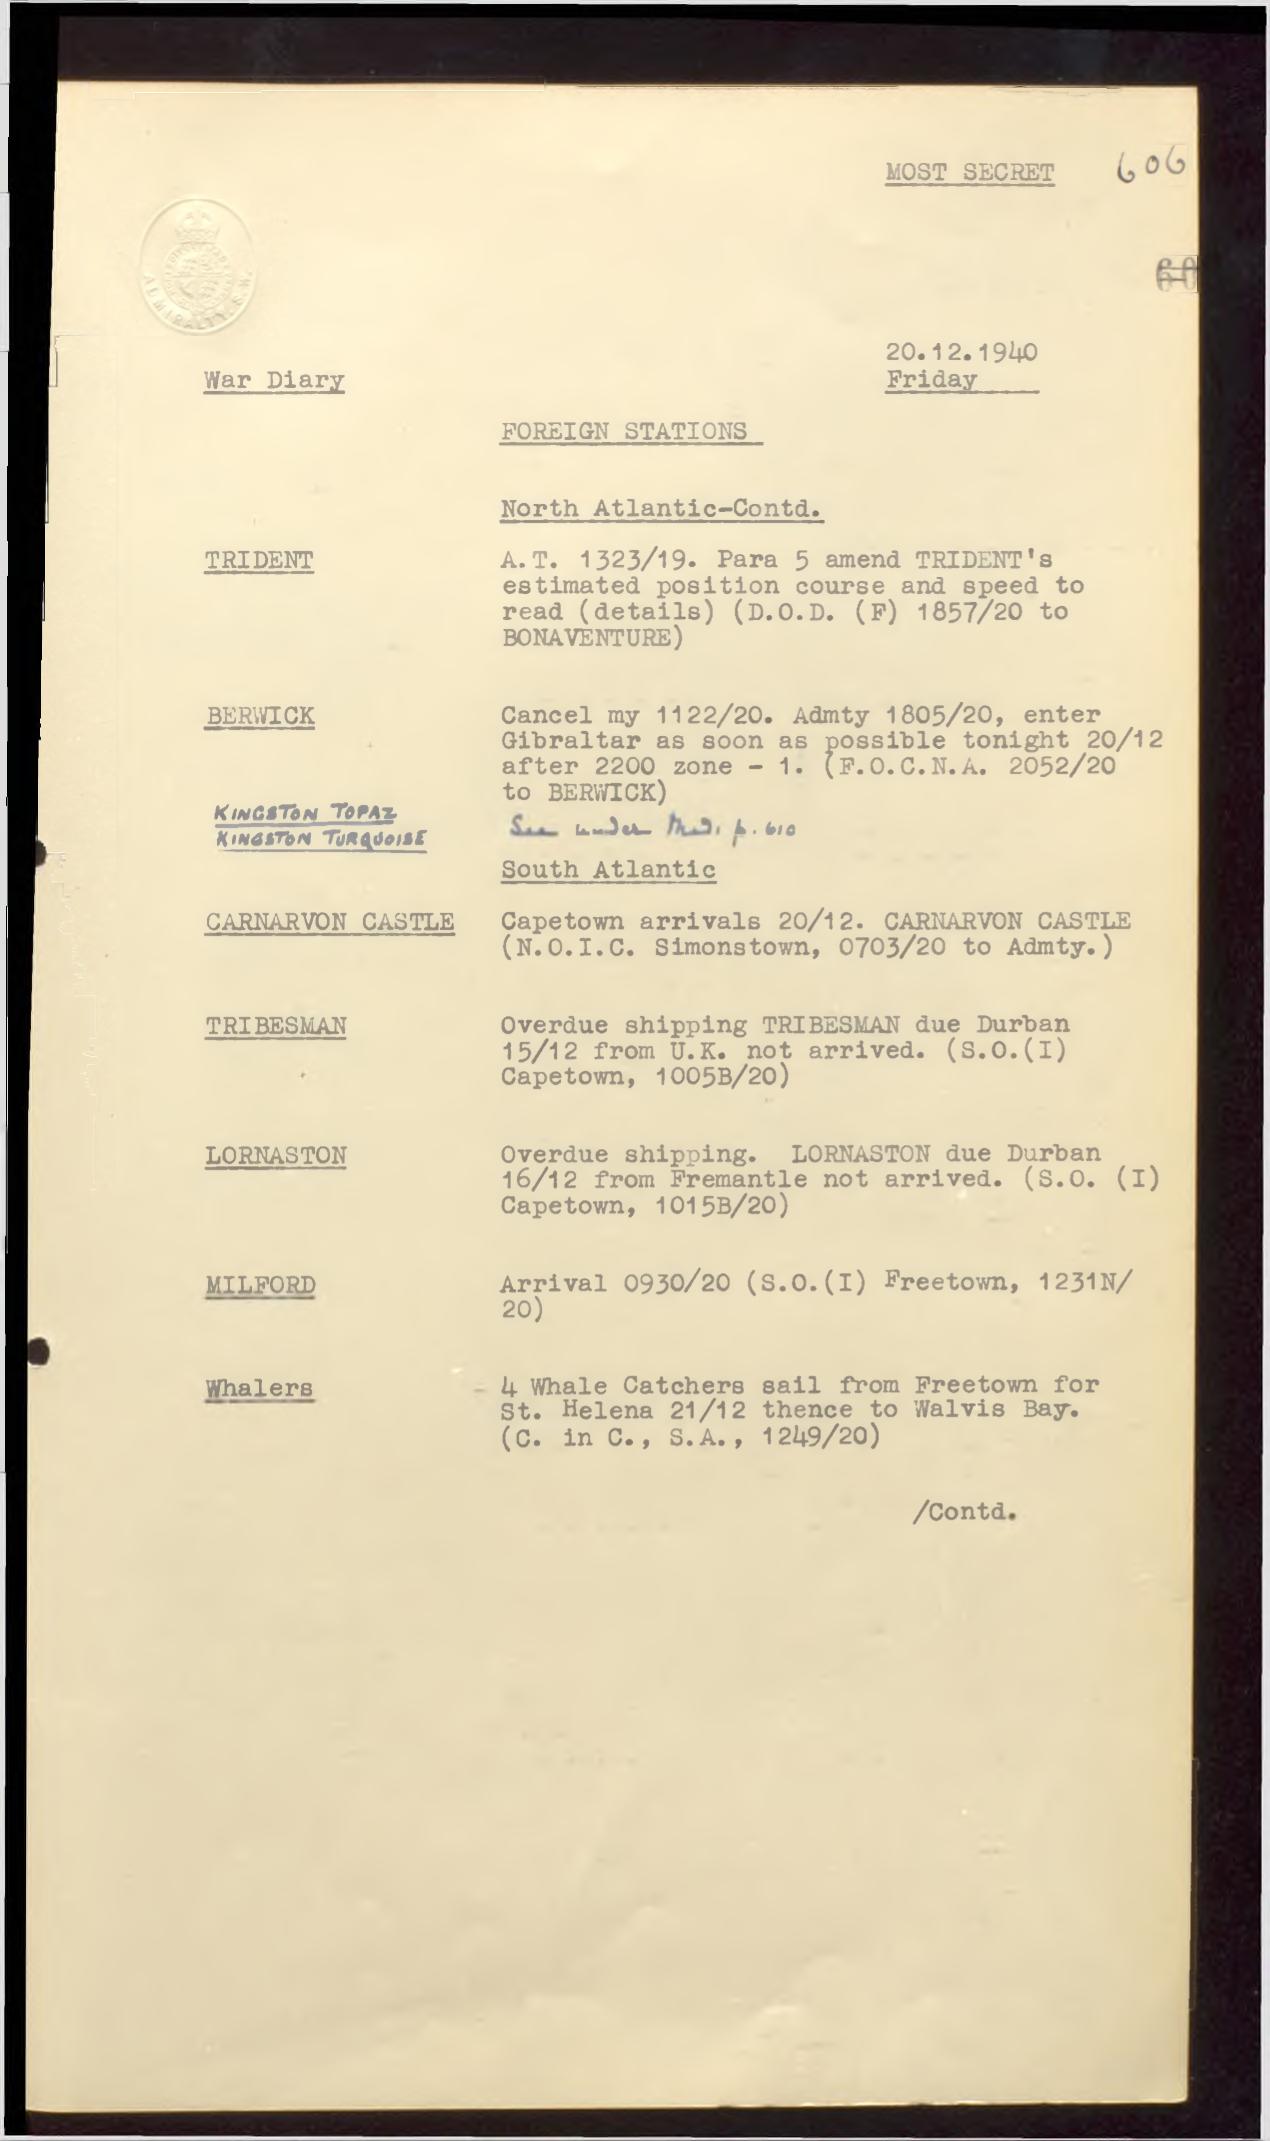 MOST SECRET 606
60
ADMIRALTY. S.W.
20.12.1940
War Diary Friday
FOREIGN STATIONS
North Atlantic-Contd.
TRIDENT A.T. 1323/19. Para 5 amend TRIDENT's
estimated position course and speed to
read (details) (D.O.D. (F) 1857/20 to
BONAVENTURE)
BERWICK Cancel my 1122/20. Admty 1805/20, enter
Gibraltar as soon as possible tonight 20/12
after 2200 zone - 1. (F.O.C.N.A. 2052/20
to BERWICK)
KINGSTON TOPAZ
KINGSTON TURQUOISE See under Med. p. 610
South Atlantic
CARNARVON CASTLE Capetown arrivals 20/12. CARNARVON CASTLE
(N.O.I.C. Simonstown, 0703/20 to Admty.)
TRIBESMAN Overdue shipping TRIBESMAN due Durban
15/12 from U.K. not arrived. (S.O.(I)
Capetown, 1005B/20)
LORNASTON Overdue shipping. LORNASTON due Durban
16/12 from Fremantle not arrived. (S.O. (I)
Capetown, 1015B/20)
MILFORD Arrival 0930/20 (S.O.(I) Freetown, 1231N/
20)
Whalers - 4 Whale Catchers sail from Freetown for
St. Helena 21/12 thence to Walvis Bay.
(C. in C., S.A., 1249/20)
/Contd.